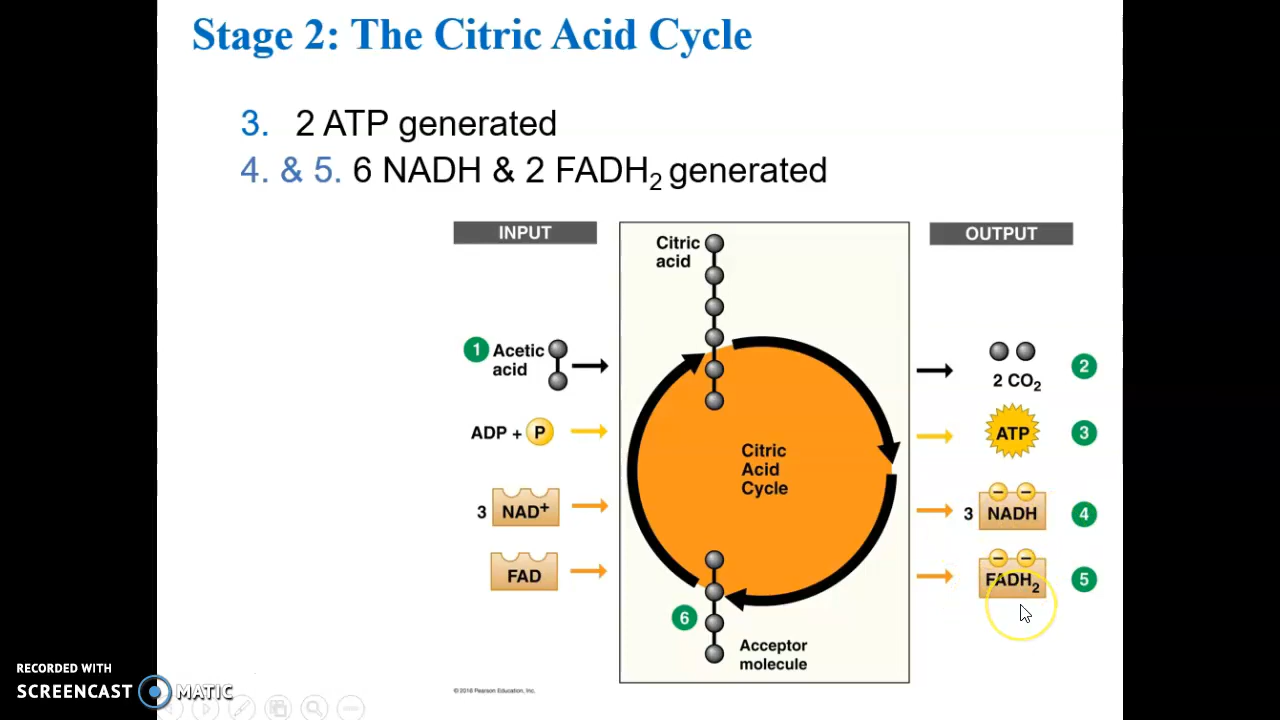 Stage 2: The Citric Acid Cycle
3. 2 ATP generated
4. & 5. 6 NADH & 2 FADH₂ generated
INPUT
OUTPUT
Citric
acid
1 Acetic
acid
2 CO₂ 2
ADP + P
ATP 3
Citric
Acid
Cycle
3 NAD⁺
3 NADH 4
FAD
FADH₂ 5
6
Acceptor
molecule
© 2016 Pearson Education, Inc.
RECORDED WITH
SCREENCAST MATIC